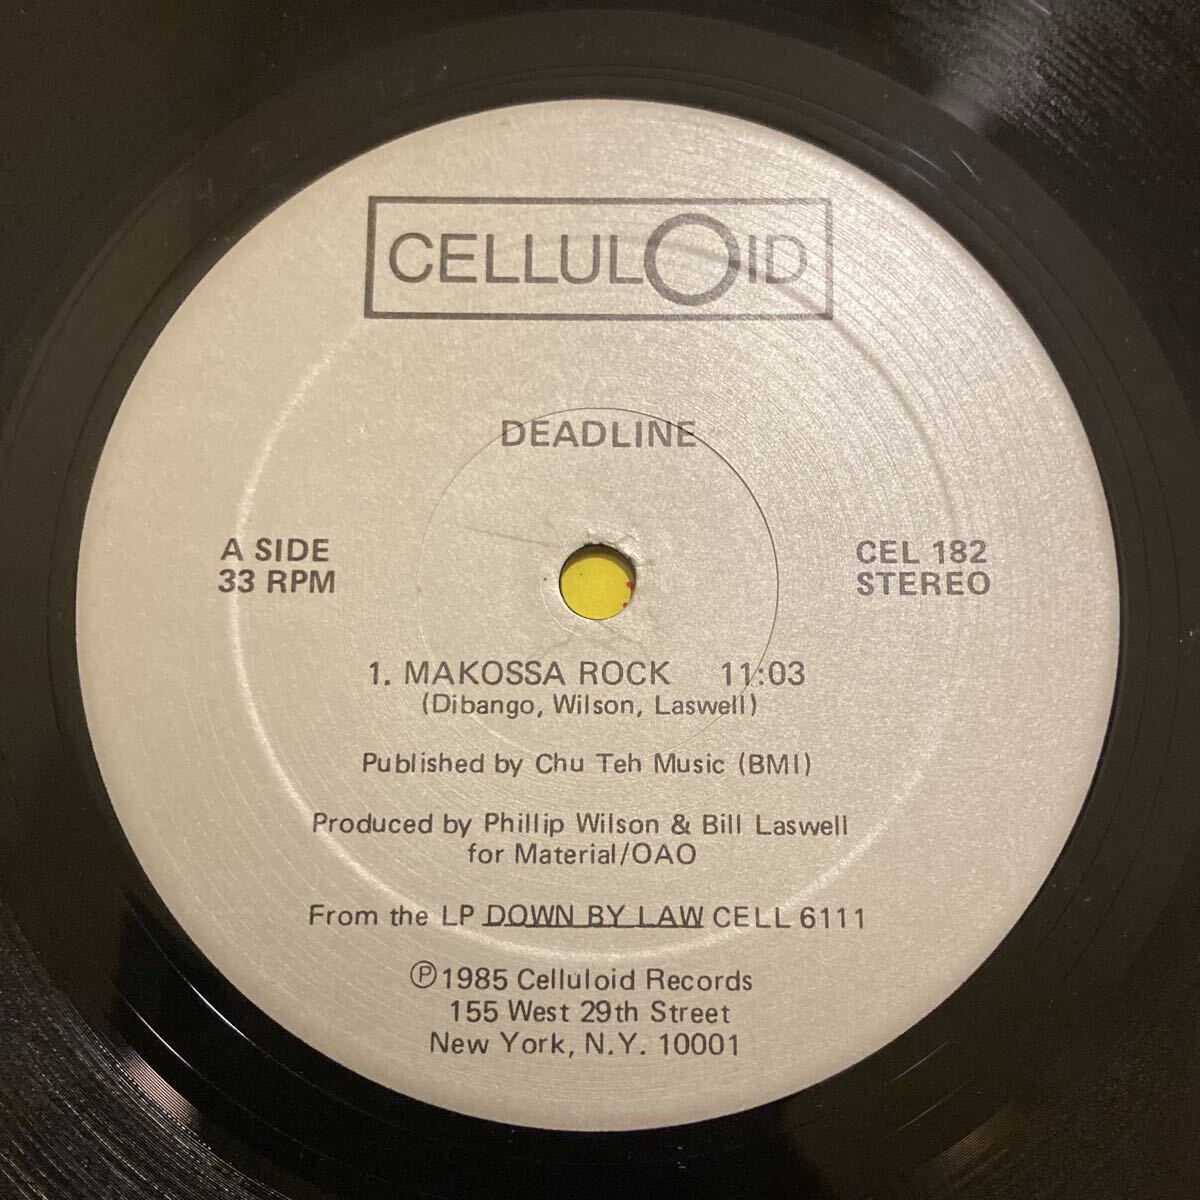 CELLULOID
DEADLINE
A SIDE
33 RPM
CEL 182
STEREO
1. MAKOSSA ROCK 11:03
(Dibango, Wilson, Laswell)
Published by Chu Teh Music (BMI)
Produced by Phillip Wilson & Bill Laswell
for Material/OAO
From the LP DOWN BY LAW CELL 6111
Ⓟ1985 Celluloid Records
155 West 29th Street
New York, N.Y. 10001